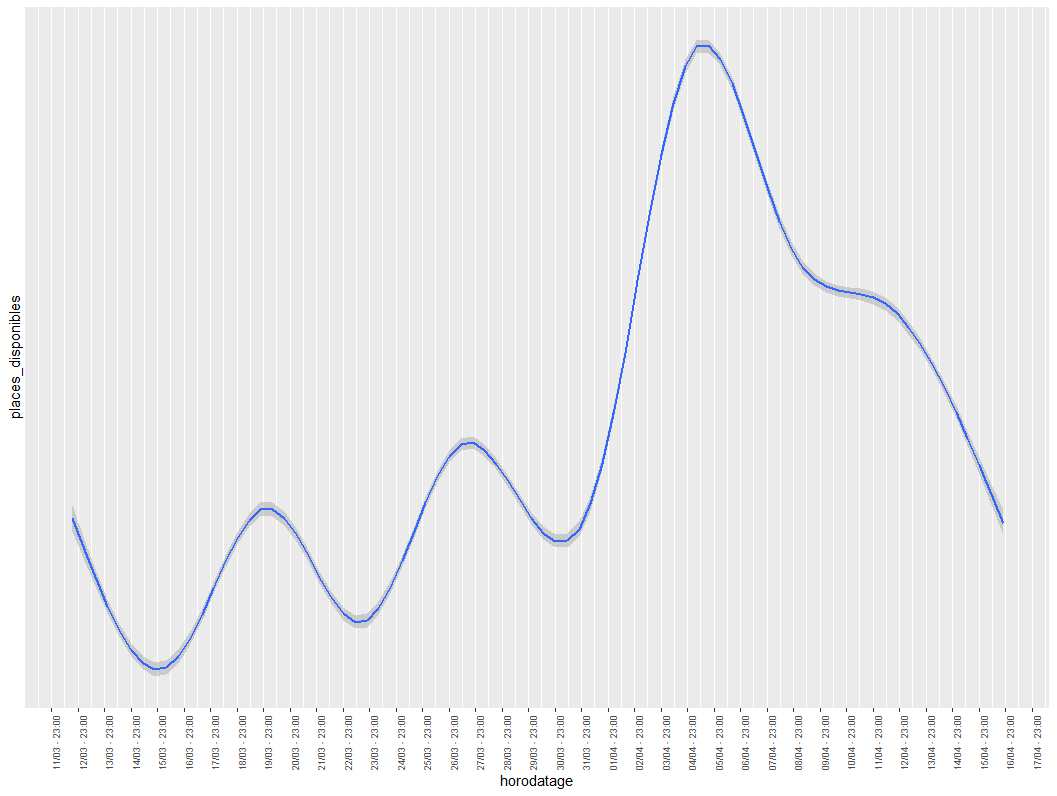 places_disponibles
11/03 - 23:00
12/03 - 23:00
13/03 - 23:00
14/03 - 23:00
15/03 - 23:00
16/03 - 23:00
17/03 - 23:00
18/03 - 23:00
19/03 - 23:00
20/03 - 23:00
21/03 - 23:00
22/03 - 23:00
23/03 - 23:00
24/03 - 23:00
25/03 - 23:00
26/03 - 23:00
27/03 - 23:00
28/03 - 23:00
29/03 - 23:00
30/03 - 23:00
31/03 - 23:00
01/04 - 23:00
02/04 - 23:00
03/04 - 23:00
04/04 - 23:00
05/04 - 23:00
06/04 - 23:00
07/04 - 23:00
08/04 - 23:00
09/04 - 23:00
10/04 - 23:00
11/04 - 23:00
12/04 - 23:00
13/04 - 23:00
14/04 - 23:00
15/04 - 23:00
16/04 - 23:00
17/04 - 23:00
horodatage